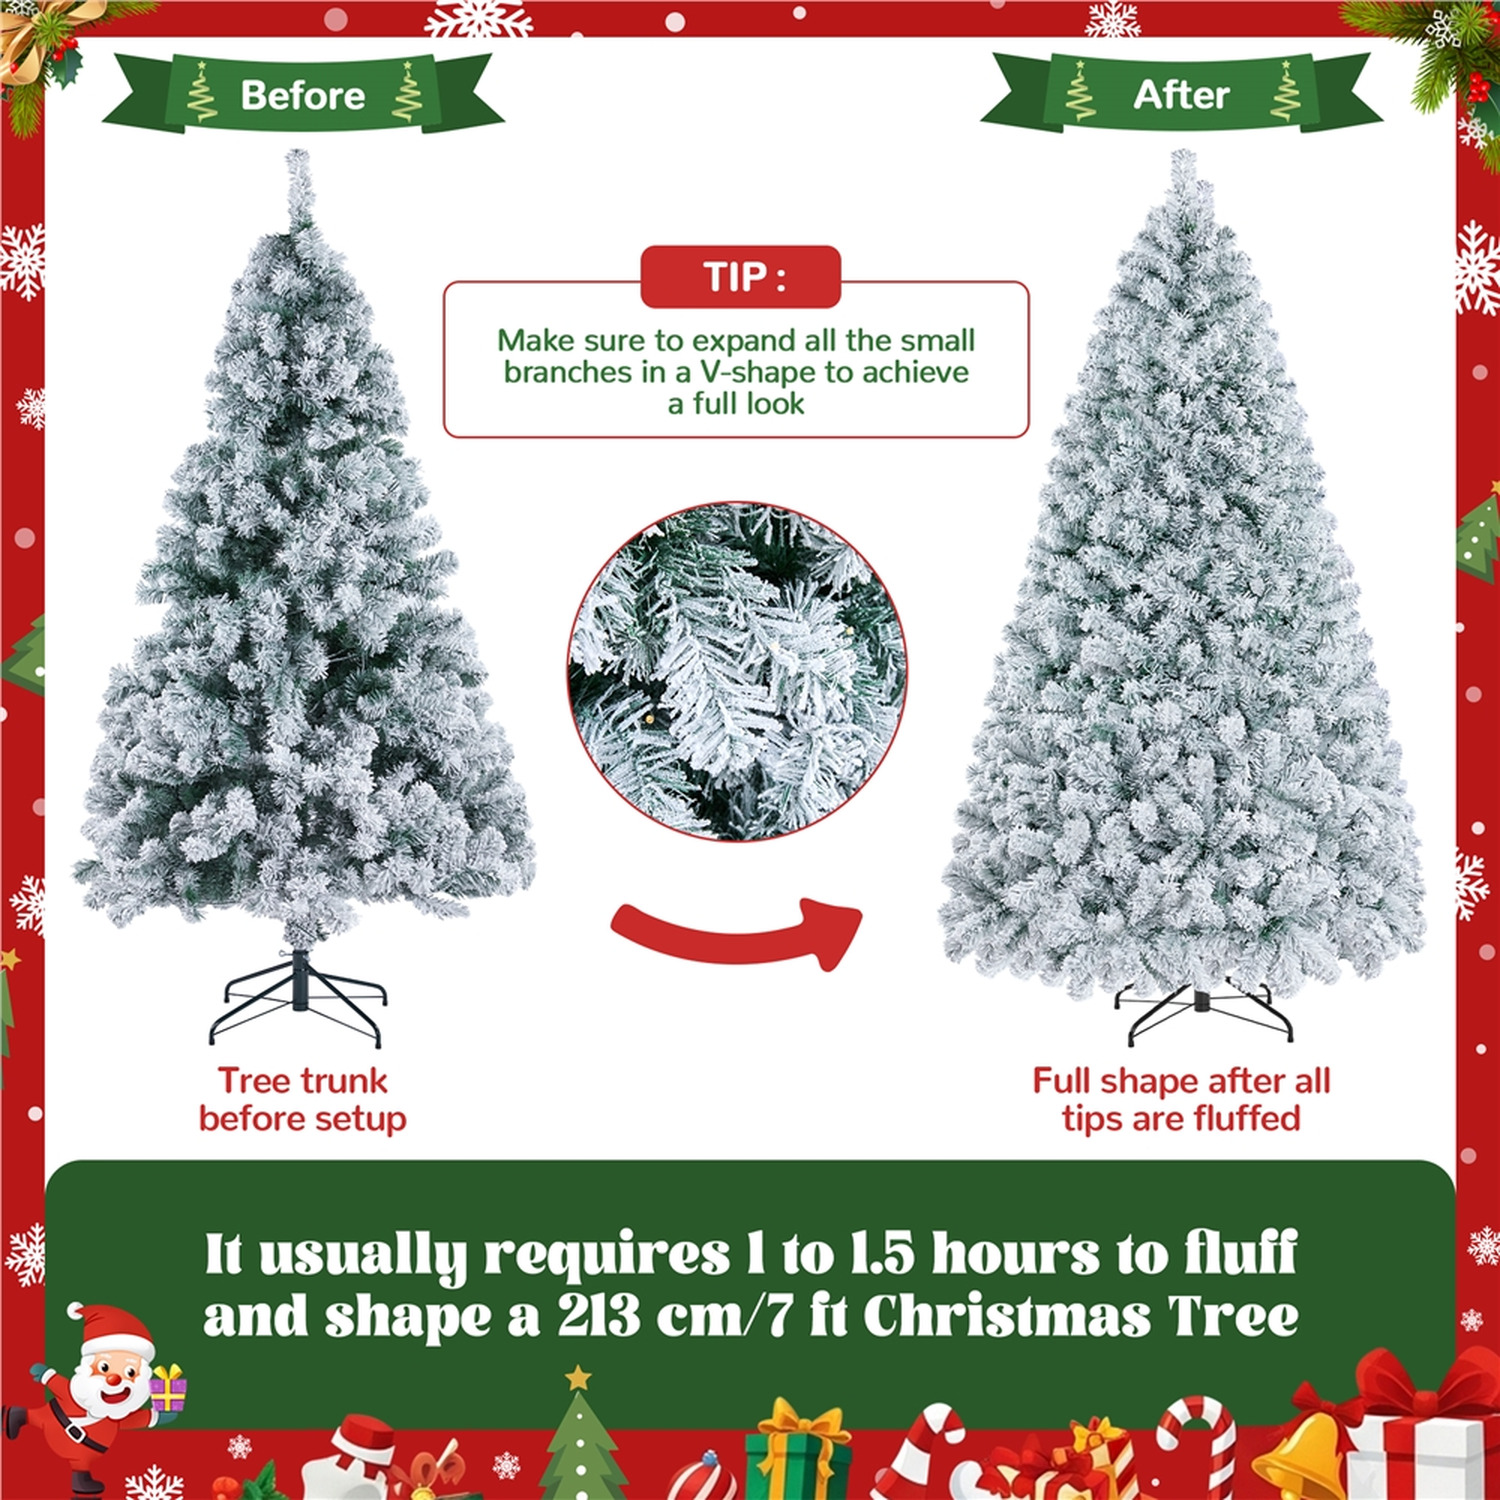 Before
After
TIP :
Make sure to expand all the small
branches in a V-shape to achieve
a full look
Tree trunk
before setup
Full shape after all
tips are fluffed
It usually requires 1 to 1.5 hours to fluff
and shape a 213 cm/7 ft Christmas Tree